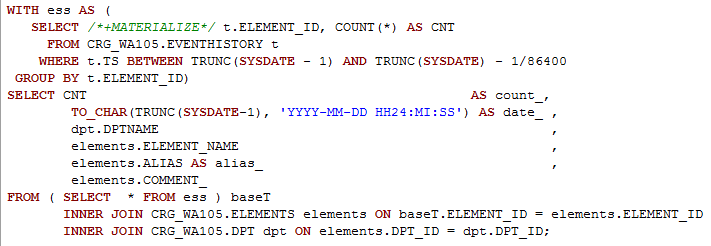 WITH ess AS (
   SELECT /*+MATERIALIZE*/ t.ELEMENT_ID, COUNT(*) AS CNT
     FROM CRG_WA105.EVENTHISTORY t
    WHERE t.TS BETWEEN TRUNC(SYSDATE - 1) AND TRUNC(SYSDATE) - 1/86400
 GROUP BY t.ELEMENT_ID)
SELECT CNT                                                  AS count_,
        TO_CHAR(TRUNC(SYSDATE-1), 'YYYY-MM-DD HH24:MI:SS') AS date_ ,
        dpt.DPTNAME                                                 ,
        elements.ELEMENT_NAME                                       ,
        elements.ALIAS AS alias_                                    ,
        elements.COMMENT_
FROM ( SELECT  * FROM ess ) baseT
       INNER JOIN CRG_WA105.ELEMENTS elements ON baseT.ELEMENT_ID = elements.ELEMENT_ID
       INNER JOIN CRG_WA105.DPT dpt ON elements.DPT_ID = dpt.DPT_ID;